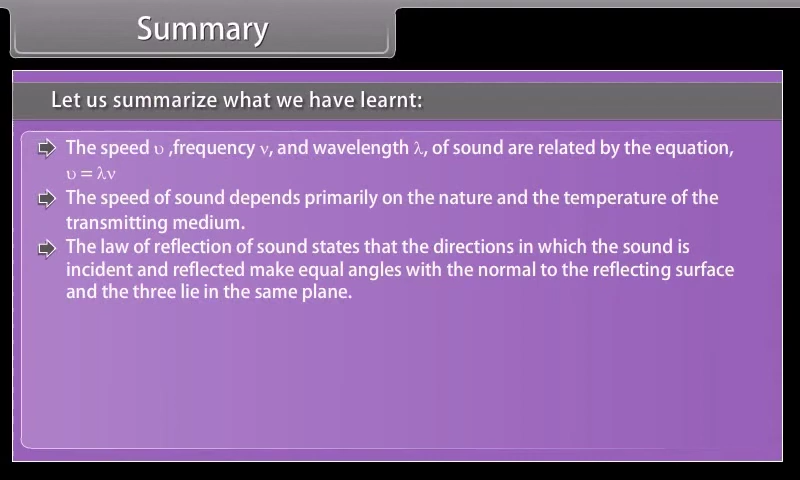 Summary
Let us summarize what we have learnt:
The speed υ ,frequency ν, and wavelength λ, of sound are related by the equation,
υ = λν
The speed of sound depends primarily on the nature and the temperature of the
transmitting medium.
The law of reflection of sound states that the directions in which the sound is
incident and reflected make equal angles with the normal to the reflecting surface
and the three lie in the same plane.